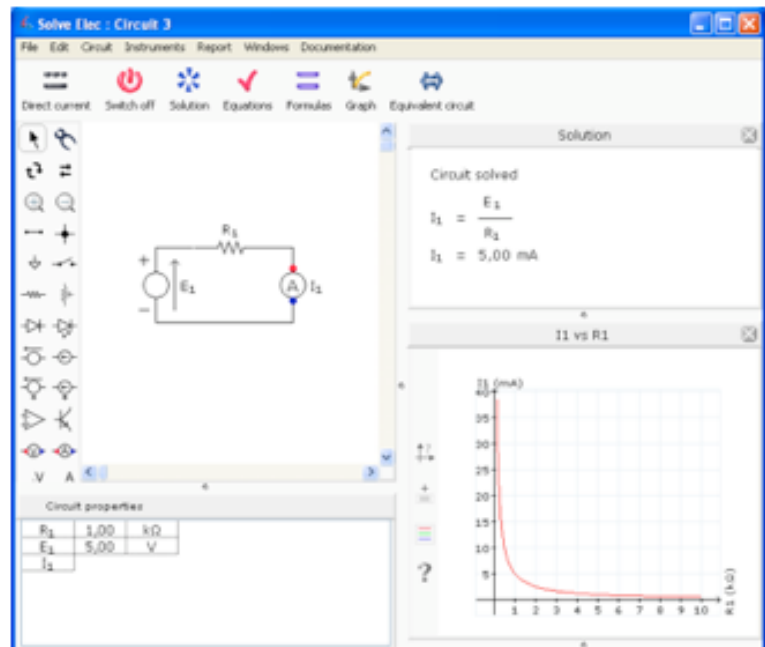 Solve Elec : Circuit 3
File Edit Circuit Instruments Report Windows Documentation
Direct current Switch off Solution Equations Formulas Graph Equivalent circuit
Solution
Circuit solved
I₁ = E₁ / R₁
I₁ = 5,00 mA
R₁
+
E₁
A
I₁
−
.V A
I1 vs R1
I1 (mA)
40
35
30
25
20
15
10
5
1 2 3 4 5 6 7 8 9 10
R1 (kΩ)
?
Circuit properties
R₁ 1,00 kΩ
E₁ 5,00 V
I₁